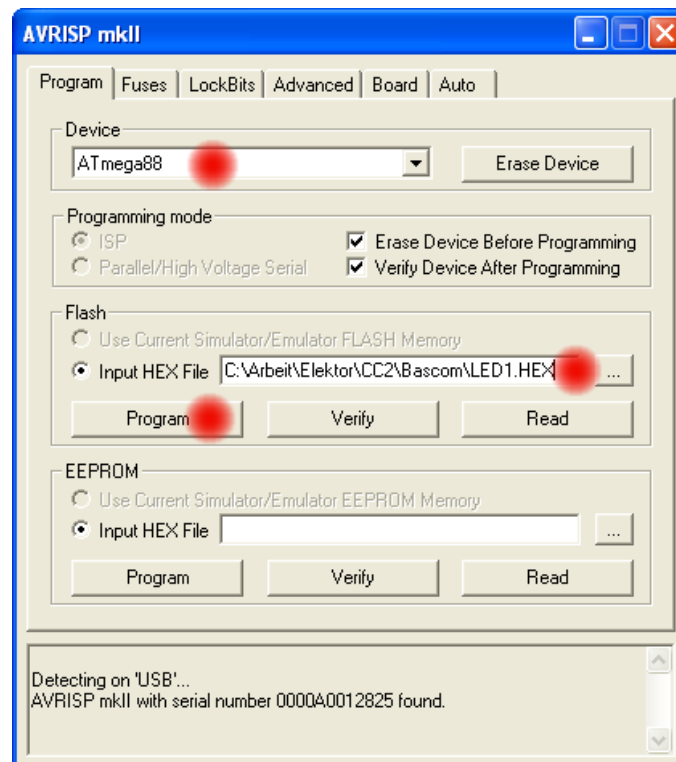 AVRISP mkII
Program Fuses LockBits Advanced Board Auto
Device
ATmega88 Erase Device
Programming mode
ISP Erase Device Before Programming
Parallel/High Voltage Serial Verify Device After Programming
Flash
Use Current Simulator/Emulator FLASH Memory
Input HEX File C:\Arbeit\Elektor\CC2\Bascom\LED1.HEX ...
Program Verify Read
EEPROM
Use Current Simulator/Emulator EEPROM Memory
Input HEX File ...
Program Verify Read
Detecting on 'USB'...
AVRISP mkII with serial number 0000A0012825 found.